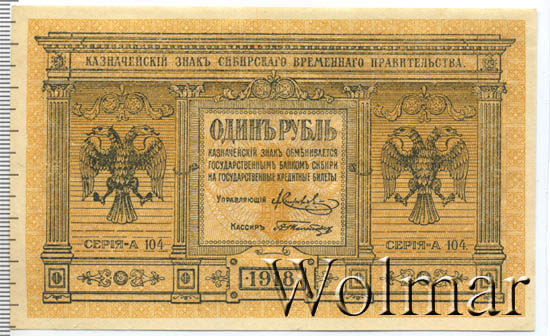 КАЗНАЧЕЙСКІЙ ЗНАКЪ СИБИРСКАГО ВРЕМЕННАГО ПРАВИТЕЛЬСТВА.
ОДИНЪ РУБЛЬ
КАЗНАЧЕЙСКІЙ ЗНАКЪ ОБМѢНИВАЕТСЯ
ГОСУДАРСТВЕННЫМЪ БАНКОМЪ СИБИРИ
НА ГОСУДАРСТВЕННЫЕ КРЕДИТНЫЕ БИЛЕТЫ
УПРАВЛЯЮЩІЙ
КАССИРЪ
СЕРІЯ-А 104.
СЕРІЯ-А 104.
1918
Wolmar